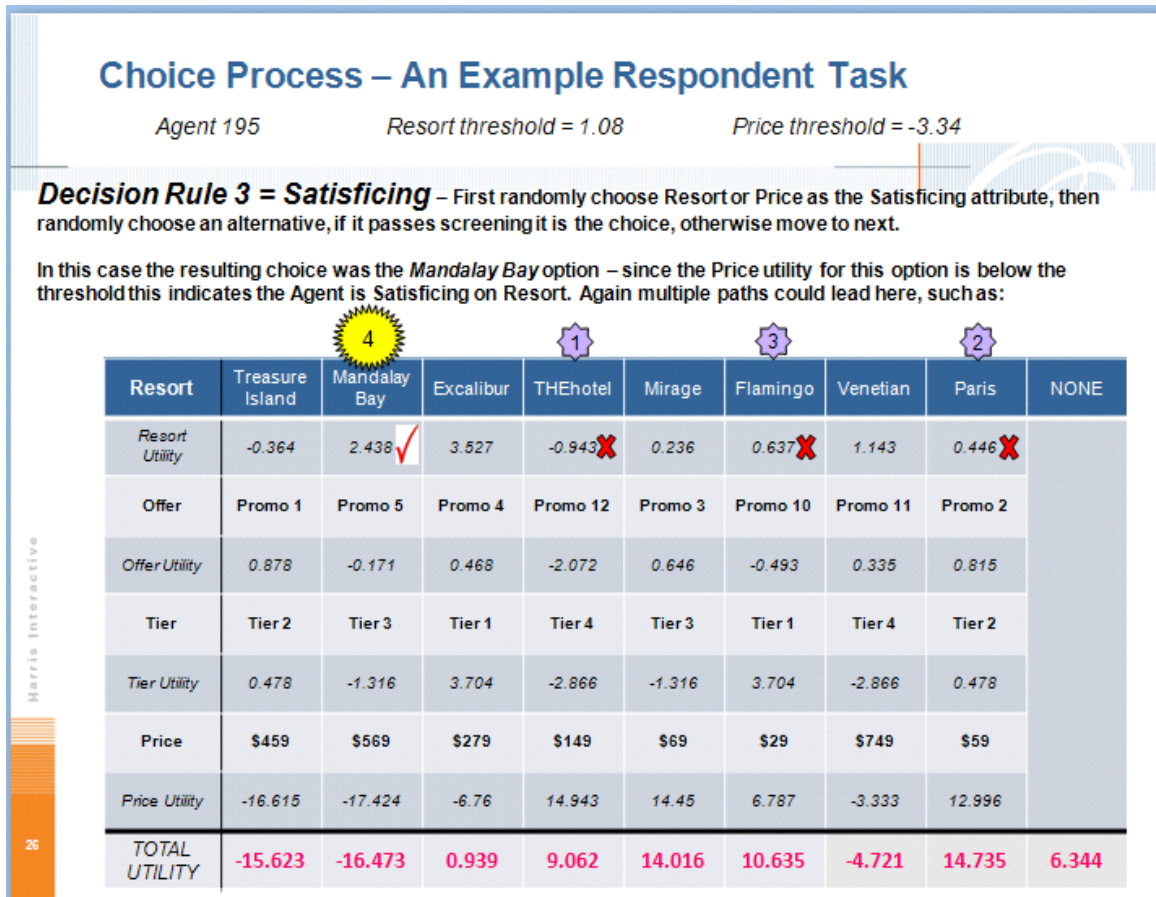 Choice Process – An Example Respondent Task
Agent 195 Resort threshold = 1.08 Price threshold = -3.34
Decision Rule 3 = Satisficing – First randomly choose Resort or Price as the Satisficing attribute, then
randomly choose an alternative, if it passes screening it is the choice, otherwise move to next.
In this case the resulting choice was the Mandalay Bay option – since the Price utility for this option is below the
threshold this indicates the Agent is Satisficing on Resort. Again multiple paths could lead here, such as:
4 1 3 2
Resort Treasure Island Mandalay Bay Excalibur THEhotel Mirage Flamingo Venetian Paris NONE
Resort Utility -0.364 2.438 3.527 -0.943 0.236 0.637 1.143 0.446
Offer Promo 1 Promo 5 Promo 4 Promo 12 Promo 3 Promo 10 Promo 11 Promo 2
Offer Utility 0.878 -0.171 0.468 -2.072 0.646 -0.493 0.335 0.815
Tier Tier 2 Tier 3 Tier 1 Tier 4 Tier 3 Tier 1 Tier 4 Tier 2
Tier Utility 0.478 -1.316 3.704 -2.866 -1.316 3.704 -2.866 0.478
Price $459 $569 $279 $149 $69 $29 $749 $59
Price Utility -16.615 -17.424 -6.76 14.943 14.45 6.787 -3.333 12.996
TOTAL UTILITY -15.623 -16.473 0.939 9.062 14.016 10.635 -4.721 14.735 6.344
Harris Interactive
26